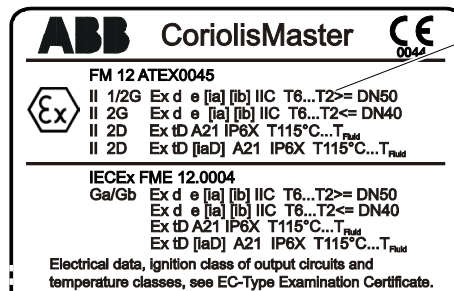 ABB CoriolisMaster CE
0044
FM 12 ATEX0045
Ex
II 1/2G Ex d e [ia] [ib] IIC T6...T2>= DN50
II 2G Ex d e [ia] [ib] IIC T6...T2<= DN40
II 2D Ex tD A21 IP6X T115°C...TFluid
II 2D Ex tD [iaD] A21 IP6X T115°C...TFluid
IECEx FME 12.0004
Ga/Gb Ex d e [ia] [ib] IIC T6...T2>= DN50
Ex d e [ia] [ib] IIC T6...T2<= DN40
Ex tD A21 IP6X T115°C...TFluid
Ex tD [iaD] A21 IP6X T115°C...TFluid
Electrical data, ignition class of output circuits and
temperature classes, see EC-Type Examination Certificate.